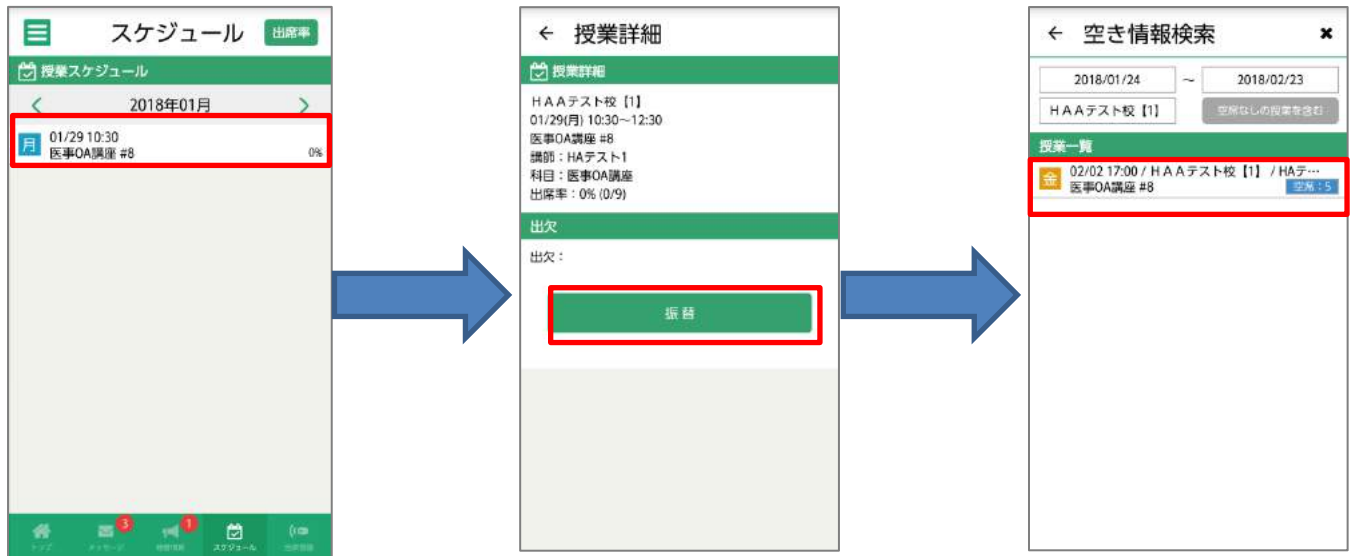 スケジュール
出席率
授業スケジュール
2018年01月
月
01/29 10:30
医事OA講座 #8
0%
3
1
トップ
メッセージ
スケジュール
授業詳細
授業詳細
HAAテスト校【1】
01/29(月) 10:30～12:30
医事OA講座 #8
講師：HAテスト1
科目：医事OA講座
出席率：0% (0/9)
出欠
出欠：
振替
空き情報検索
2018/01/24 ～ 2018/02/23
HAAテスト校【1】
空席なしの授業を含む
授業一覧
金
02/02 17:00 / HAAテスト校【1】 / HAテ…
医事OA講座 #8
空席：5